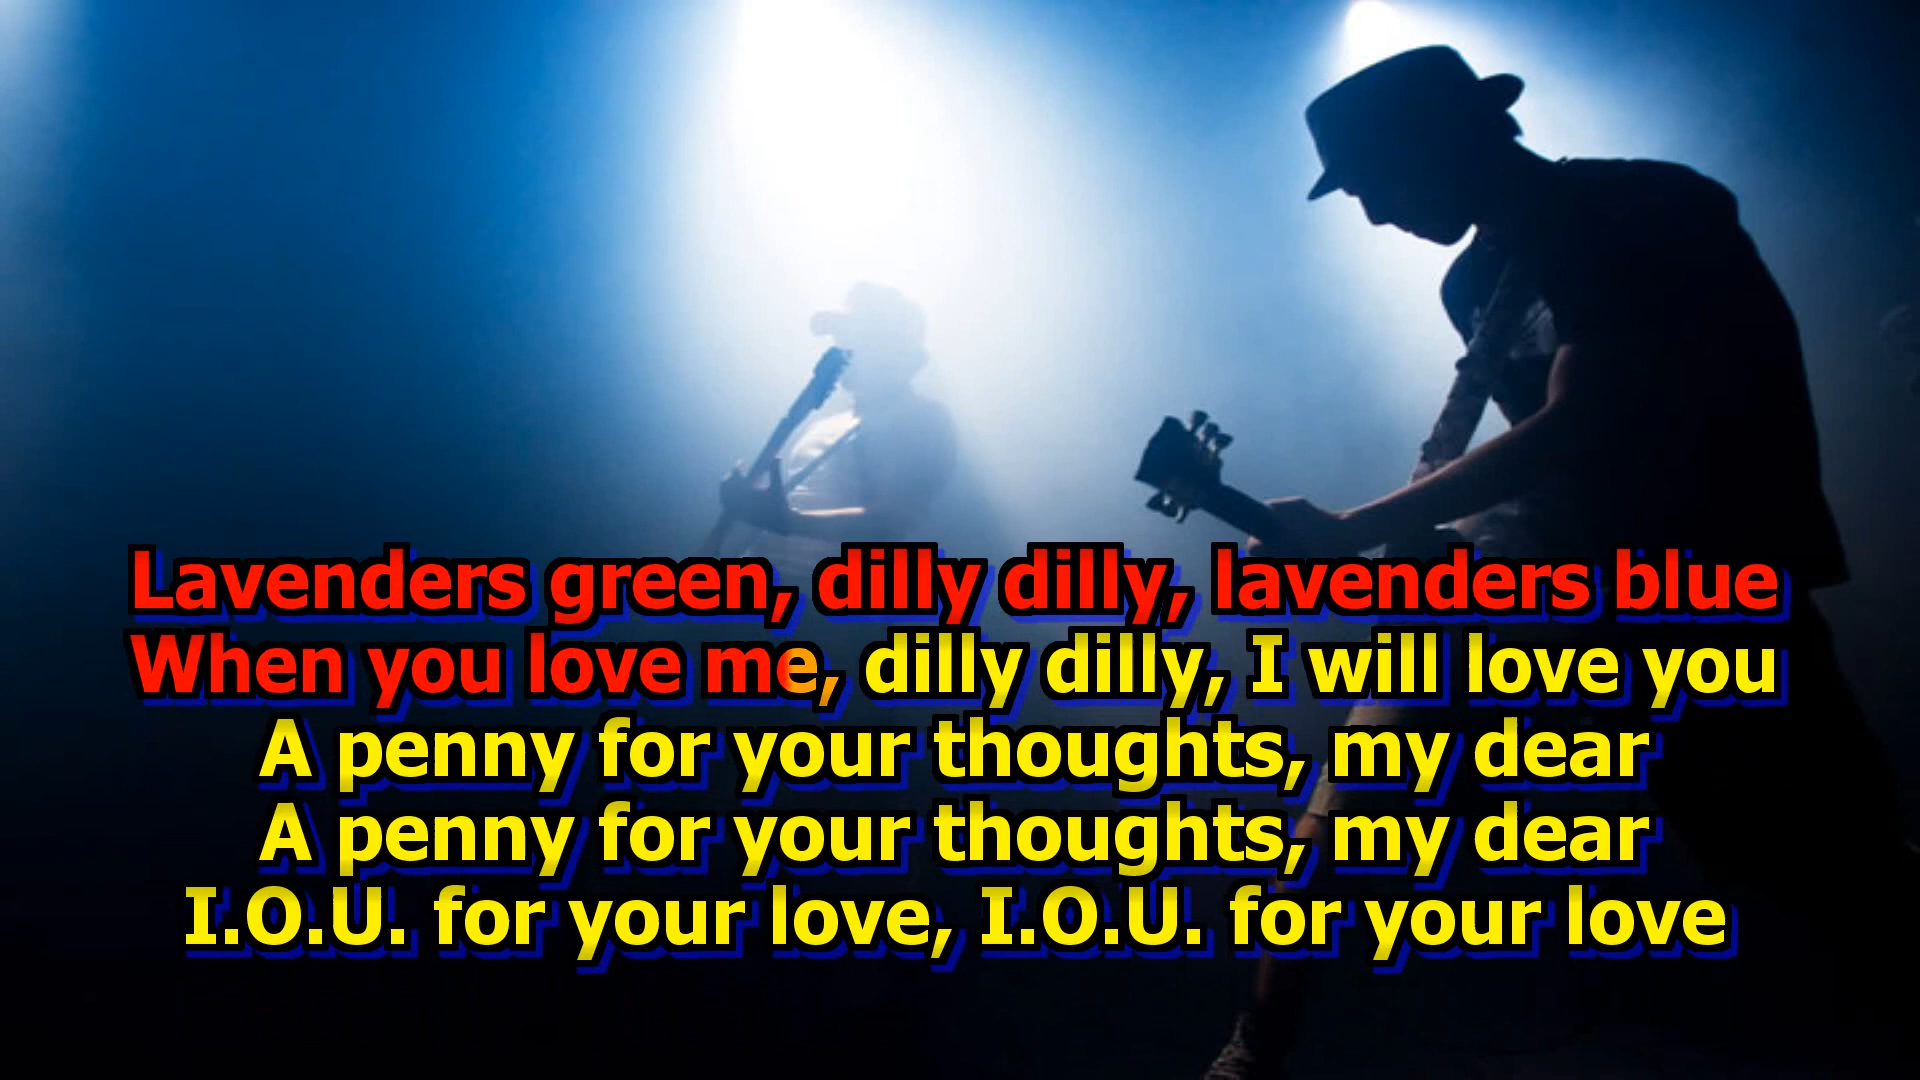 Lavenders green, dilly dilly, lavenders blue
When you love me, dilly dilly, I will love you
A penny for your thoughts, my dear
A penny for your thoughts, my dear
I.O.U. for your love, I.O.U. for your love